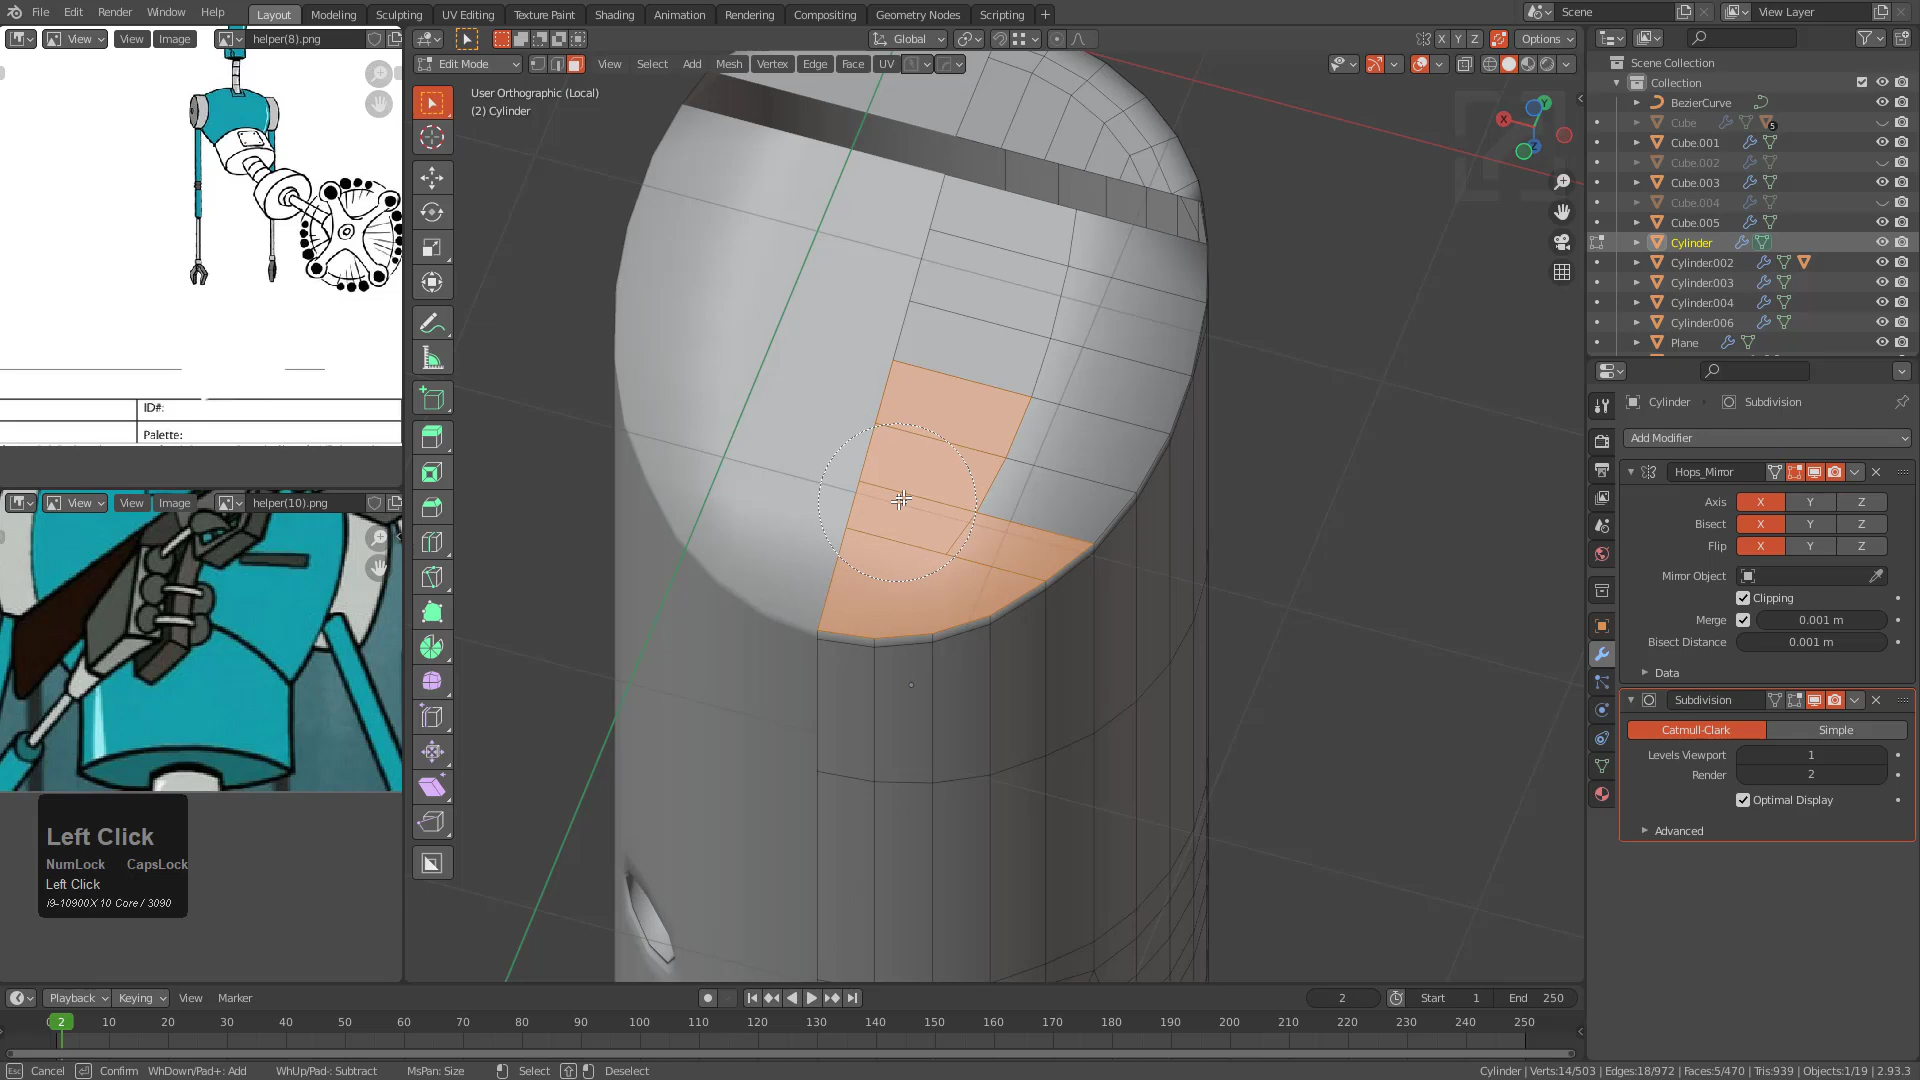 File Edit Render Window Help Layout Modeling Sculpting UV Editing Texture Paint Shading Animation Rendering Compositing Geometry Nodes Scripting + Scene View Layer
View View Image helper(8).png Global X Y Z Options
Edit Mode View Select Add Mesh Vertex Edge Face UV
User Orthographic (Local)
(2) Cylinder
ID#:
Palette:
View View Image helper(10).png
Left Click
NumLock CapsLock
Left Click
i9-10900X 10 Core / 3090
X
Y
Z
Scene Collection
Collection
BezierCurve
Cube 5
Cube.001
Cube.002
Cube.003
Cube.004
Cube.005
Cylinder
Cylinder.002
Cylinder.003
Cylinder.004
Cylinder.006
Plane
Cylinder Subdivision
Add Modifier
Hops_Mirror
Axis X Y Z
Bisect X Y Z
Flip X Y Z
Mirror Object
Clipping
Merge 0.001 m
Bisect Distance 0.001 m
Data
Subdivision
Catmull-Clark Simple
Levels Viewport 1
Render 2
Optimal Display
Advanced
Playback Keying View Marker 2 Start 1 End 250
2 10 20 30 40 50 60 70 80 90 100 110 120 130 140 150 160 170 180 190 200 210 220 230 240 250
Esc Cancel Confirm WhDown/Pad+: Add WhUp/Pad-: Subtract MsPan: Size Select Deselect Cylinder | Verts:14/503 | Edges:18/972 | Faces:5/470 | Tris:939 | Objects:1/19 | 2.93.3